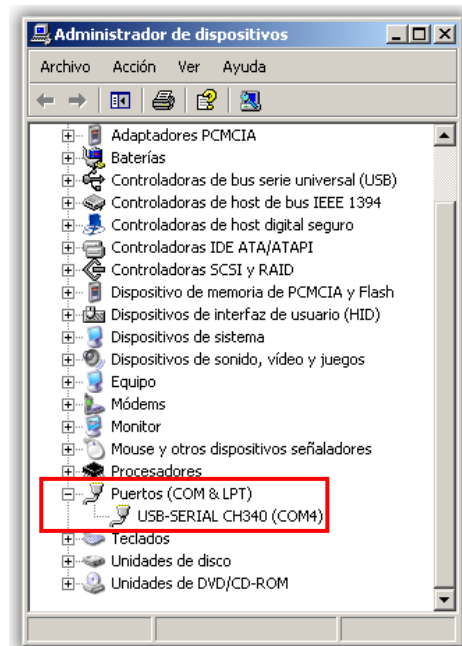 Administrador de dispositivos
Archivo Acción Ver Ayuda
Adaptadores PCMCIA
Baterías
Controladoras de bus serie universal (USB)
Controladoras de host de bus IEEE 1394
Controladoras de host digital seguro
Controladoras IDE ATA/ATAPI
Controladoras SCSI y RAID
Dispositivo de memoria de PCMCIA y Flash
Dispositivos de interfaz de usuario (HID)
Dispositivos de sistema
Dispositivos de sonido, vídeo y juegos
Equipo
Módems
Monitor
Mouse y otros dispositivos señaladores
Procesadores
Puertos (COM & LPT)
USB-SERIAL CH340 (COM4)
Teclados
Unidades de disco
Unidades de DVD/CD-ROM